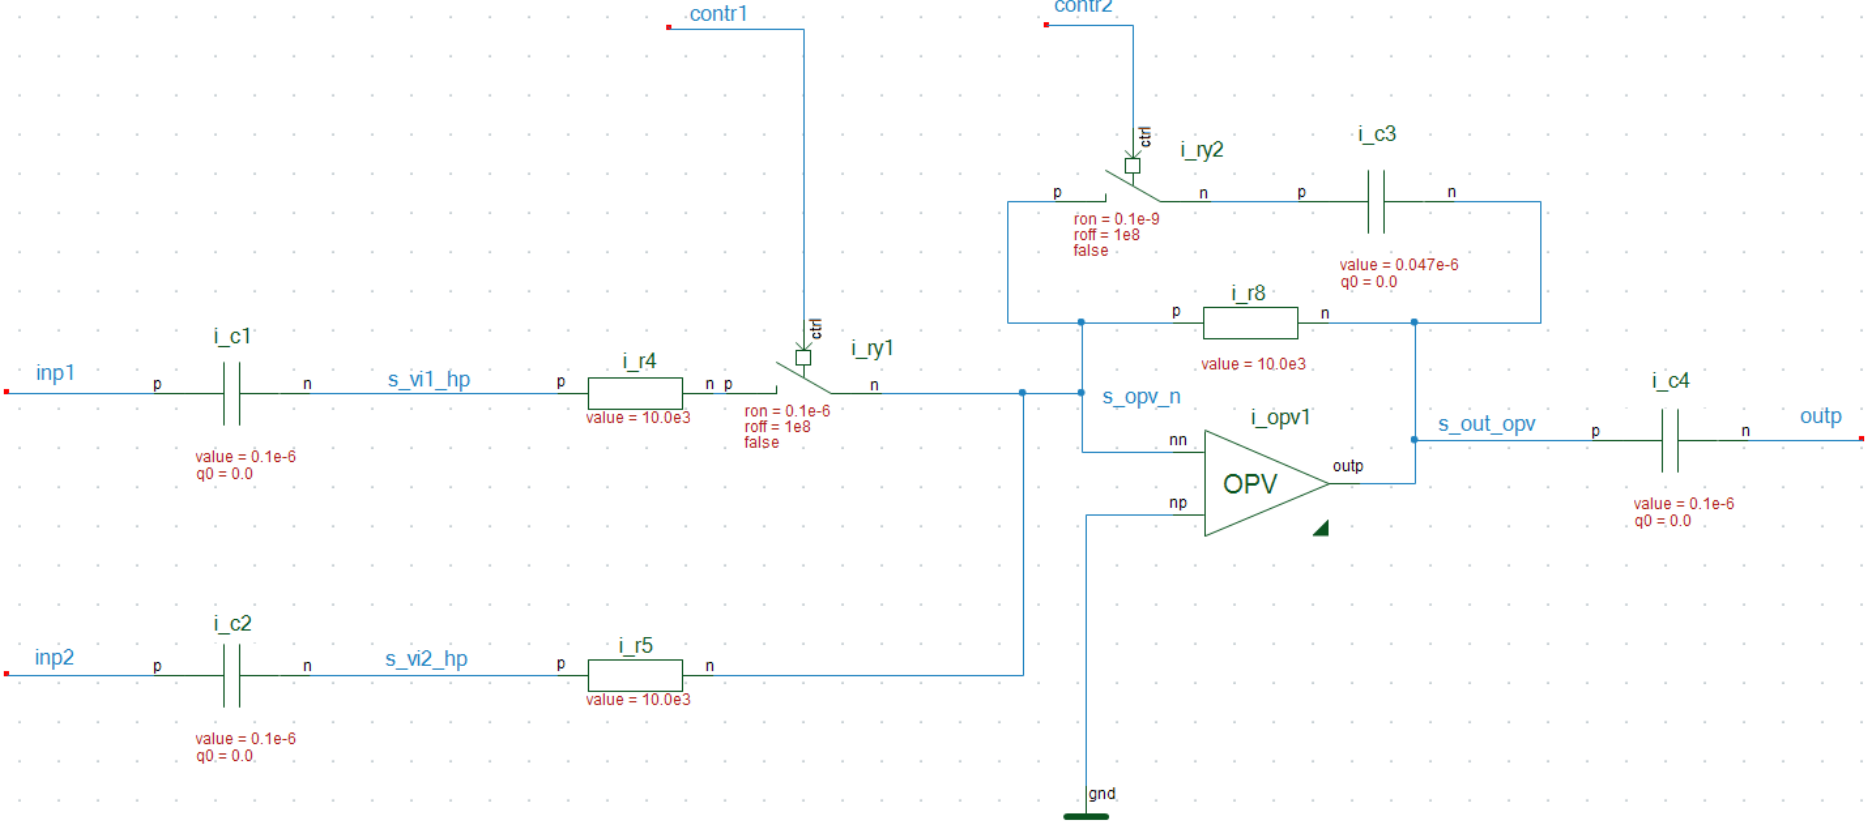 contr1
contr2
ctrl
i_ry2
i_c3
p
n
p
n
ron = 0.1e-9
roff = 1e8
false
value = 0.047e-6
q0 = 0.0
i_r8
p
n
value = 10.0e3
i_c1
inp1
p
n
value = 0.1e-6
q0 = 0.0
s_vi1_hp
i_r4
p
n
value = 10.0e3
ctrl
i_ry1
p
n
ron = 0.1e-6
roff = 1e8
false
s_opv_n
i_opv1
nn
np
OPV
outp
s_out_opv
i_c4
p
n
value = 0.1e-6
q0 = 0.0
outp
i_c2
inp2
p
n
value = 0.1e-6
q0 = 0.0
s_vi2_hp
i_r5
p
n
value = 10.0e3
gnd